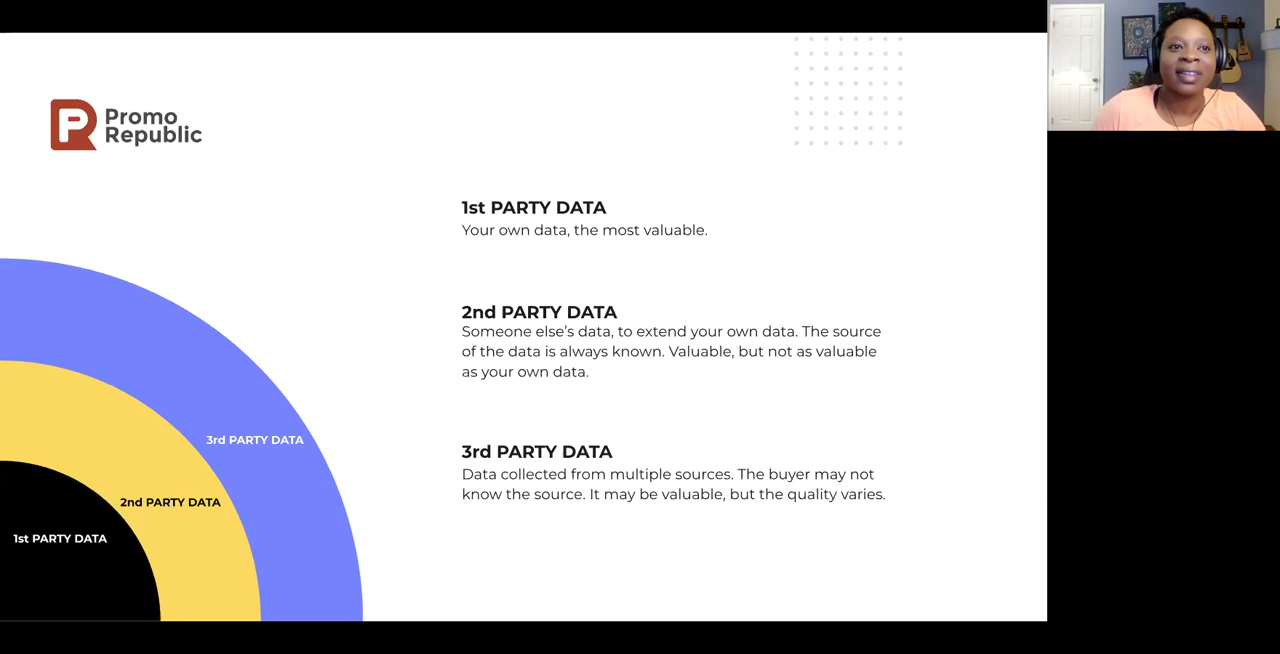 Promo
Republic
1st PARTY DATA
Your own data, the most valuable.
2nd PARTY DATA
Someone else’s data, to extend your own data. The source
of the data is always known. Valuable, but not as valuable
as your own data.
3rd PARTY DATA
Data collected from multiple sources. The buyer may not
know the source. It may be valuable, but the quality varies.
3rd PARTY DATA
2nd PARTY DATA
1st PARTY DATA